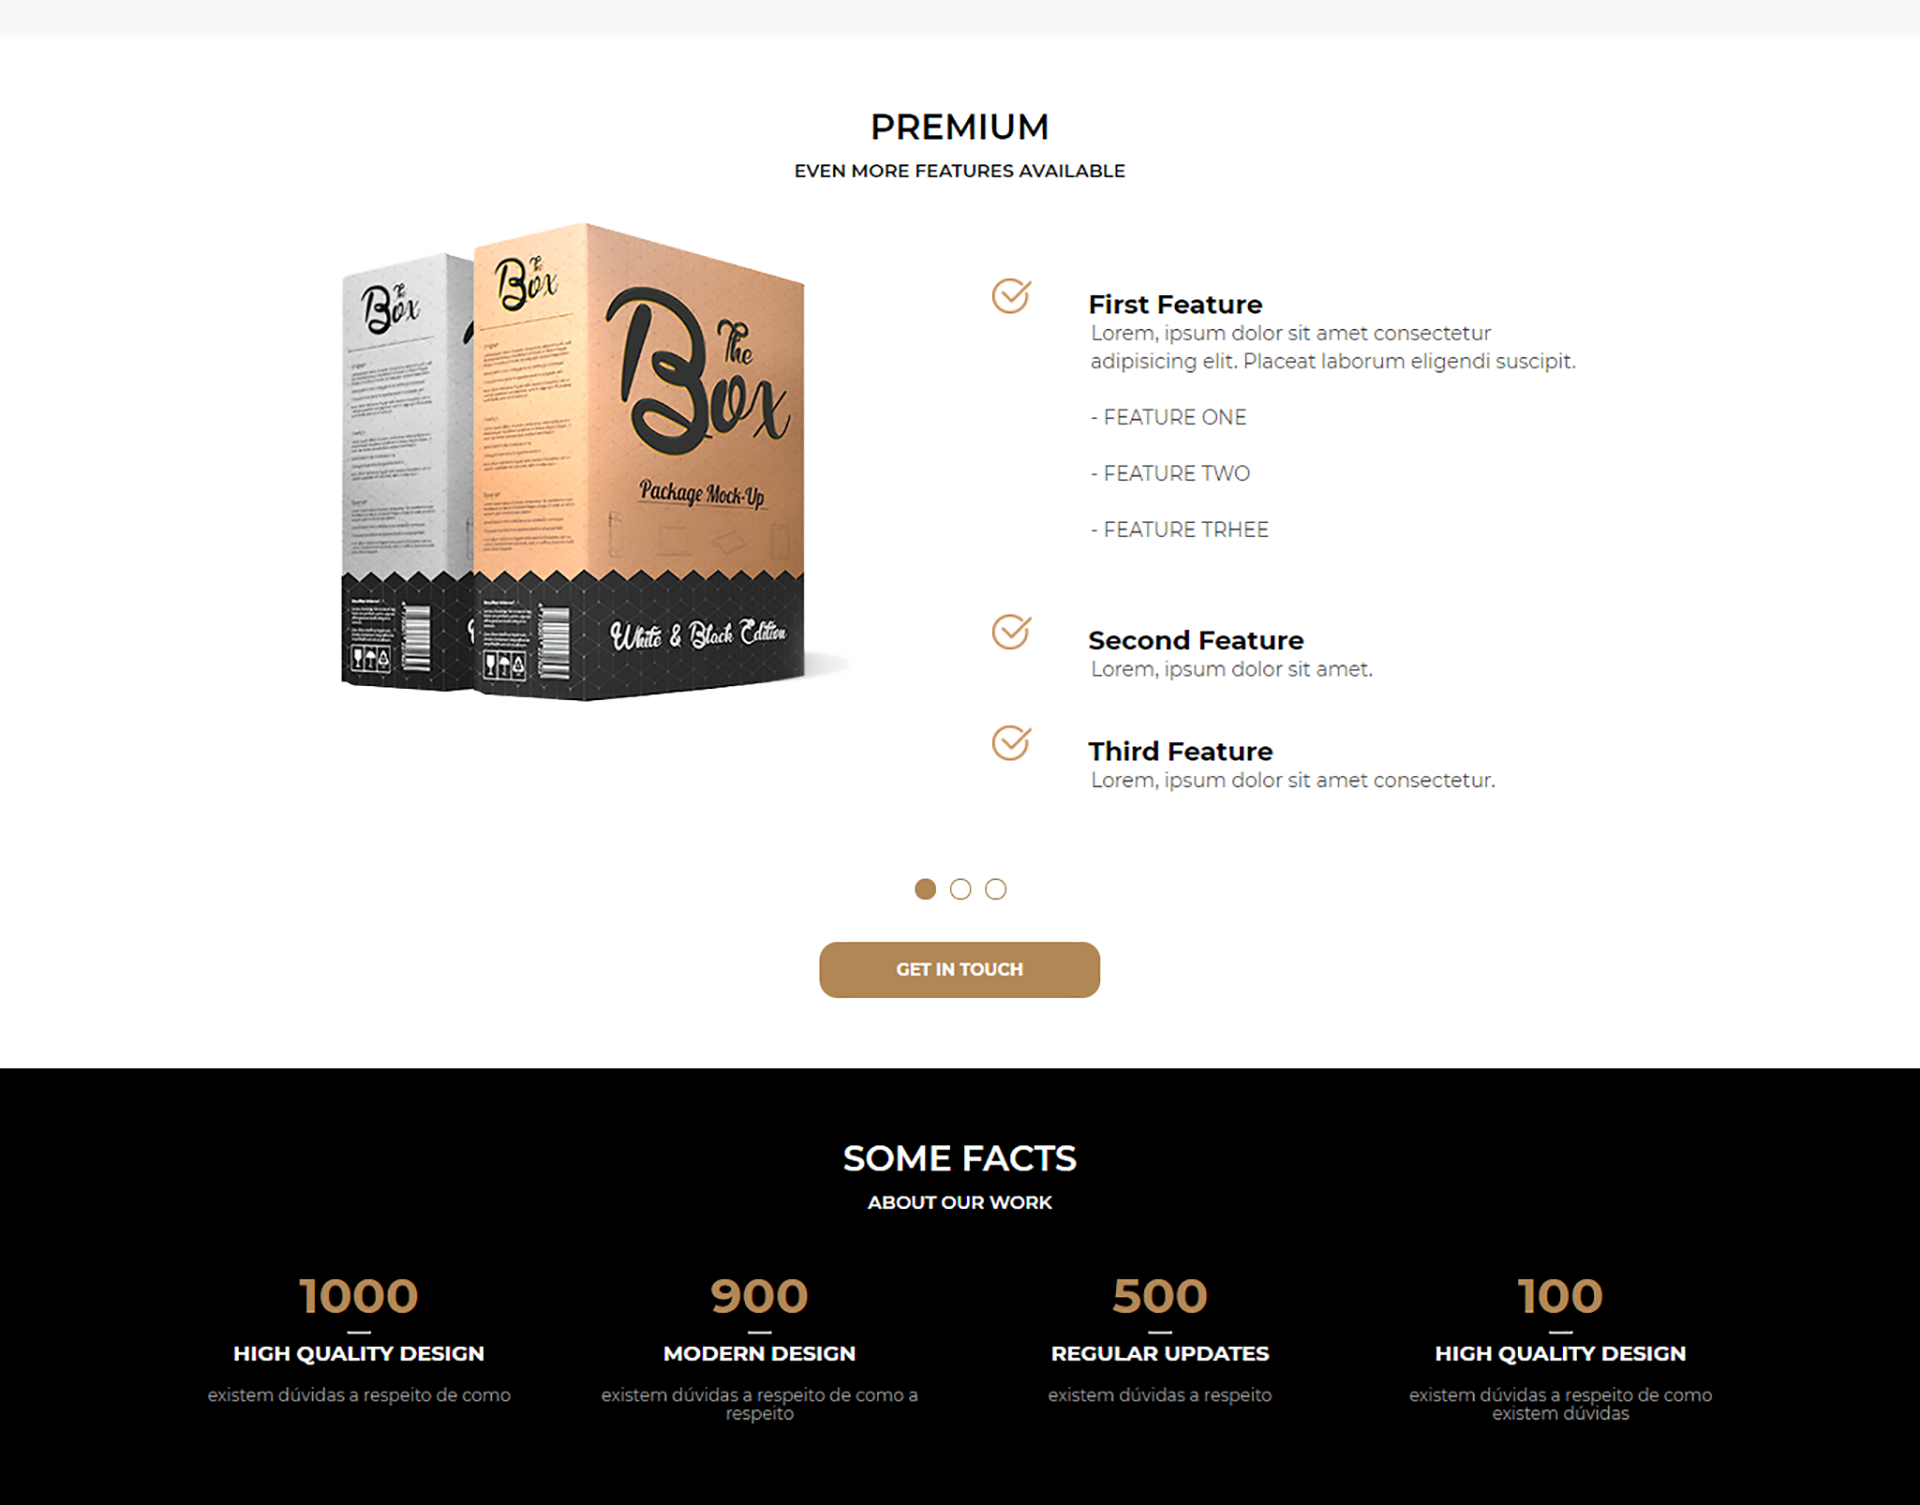 PREMIUM
EVEN MORE FEATURES AVAILABLE
The
Box
The
Box
The
Box
Package Mock-Up
White & Black Edition
First Feature
Lorem, ipsum dolor sit amet consectetur
adipisicing elit. Placeat laborum eligendi suscipit.
- FEATURE ONE
- FEATURE TWO
- FEATURE TRHEE
Second Feature
Lorem, ipsum dolor sit amet.
Third Feature
Lorem, ipsum dolor sit amet consectetur.
GET IN TOUCH
SOME FACTS
ABOUT OUR WORK
1000
HIGH QUALITY DESIGN
existem dúvidas a respeito de como
900
MODERN DESIGN
existem dúvidas a respeito de como a
respeito
500
REGULAR UPDATES
existem dúvidas a respeito
100
HIGH QUALITY DESIGN
existem dúvidas a respeito de como
existem dúvidas